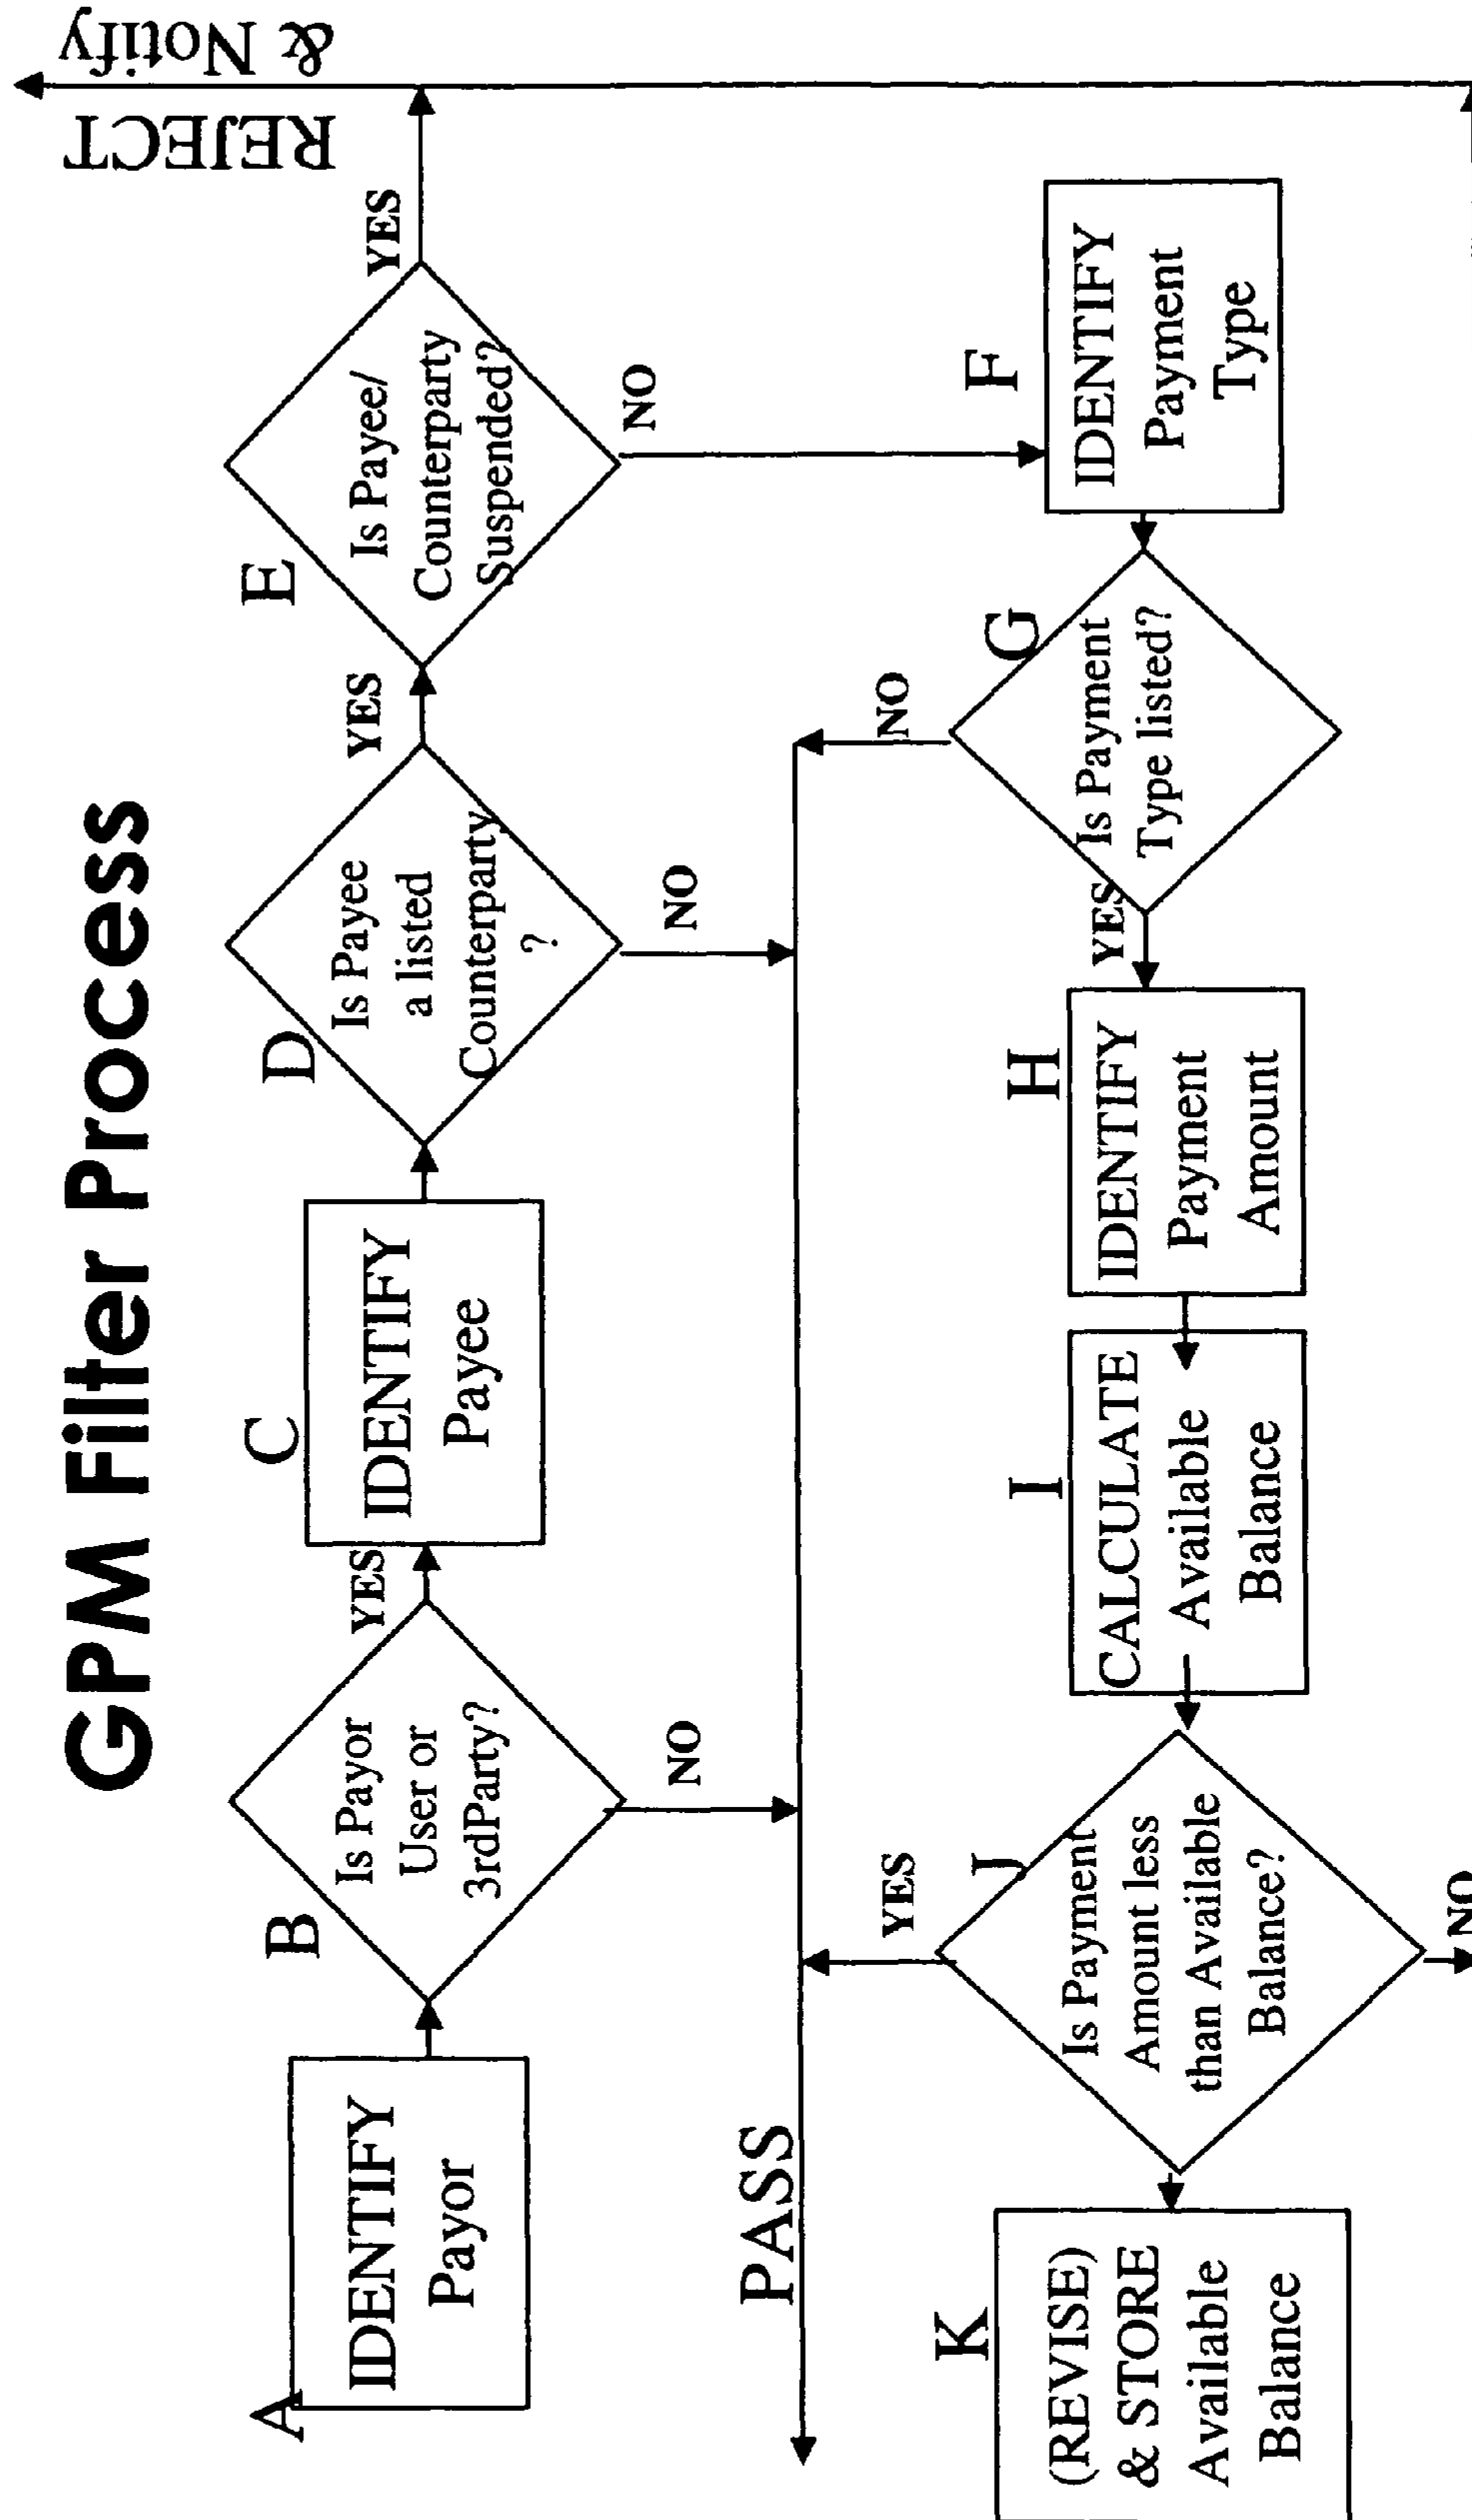 GPM Filter Process
A
IDENTIFY
Payor
B
Is Payor
User or
3rdParty?
YES
NO
C
IDENTIFY
Payee
D
Is Payee
a listed
Counterparty
?
YES
NO
E
Is Payee/
Counterparty
Suspended?
YES
NO
REJECT
& Notify
F
IDENTIFY
Payment
Type
G
Is Payment
Type listed?
NO
YES
H
IDENTIFY
Payment
Amount
I
CALCULATE
Available
Balance
J
Is Payment
Amount less
than Available
Balance?
YES
NO
PASS
K
(REVISE)
& STORE
Available
Balance